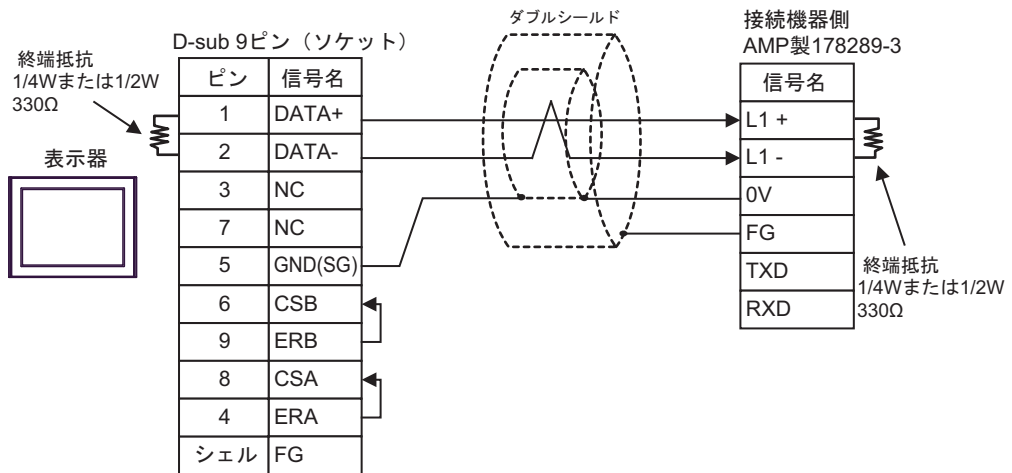 ダブルシールド
D-sub 9ピン（ソケット）
接続機器側
AMP製178289-3
終端抵抗
1/4Wまたは1/2W
330Ω
表示器
ピン 信号名
1 DATA+
2 DATA-
3 NC
7 NC
5 GND(SG)
6 CSB
9 ERB
8 CSA
4 ERA
シェル FG
信号名
L1 +
L1 -
0V
FG
TXD
RXD
終端抵抗
1/4Wまたは1/2W
330Ω